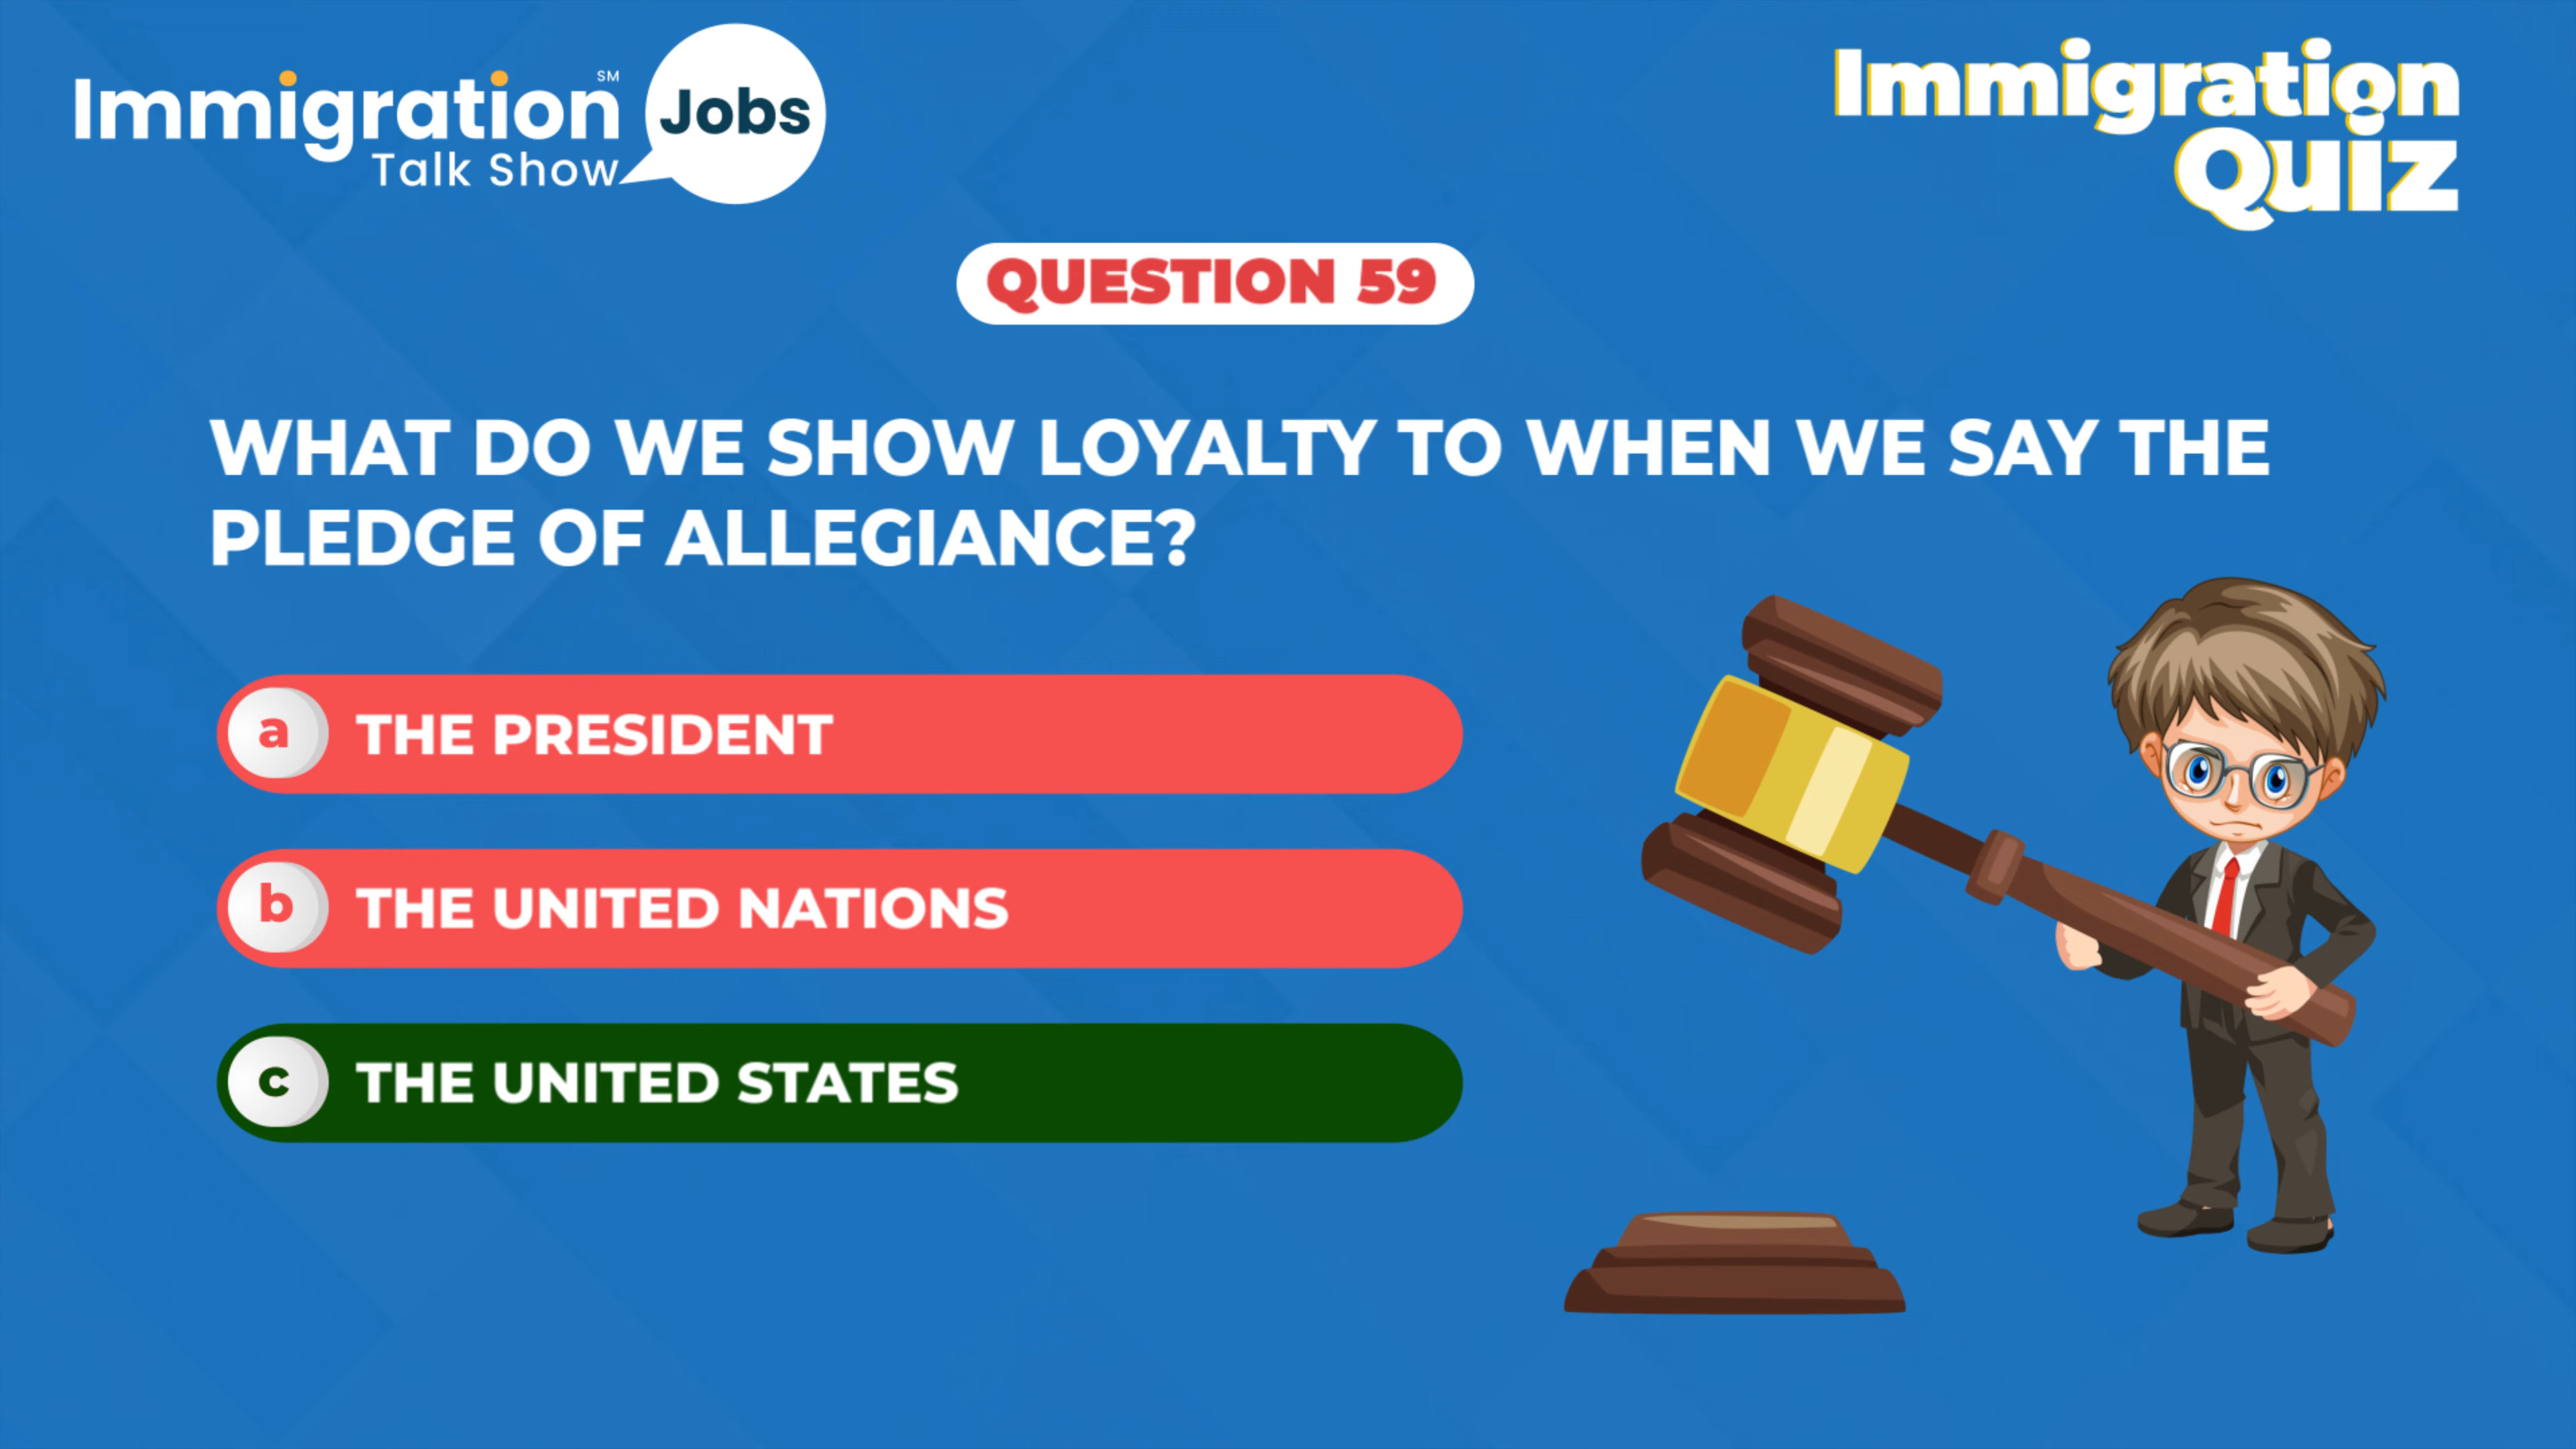 Immigration SM
Talk Show
Jobs
Immigration
Quiz
QUESTION 59
WHAT DO WE SHOW LOYALTY TO WHEN WE SAY THE
PLEDGE OF ALLEGIANCE?
a THE PRESIDENT
b THE UNITED NATIONS
c THE UNITED STATES